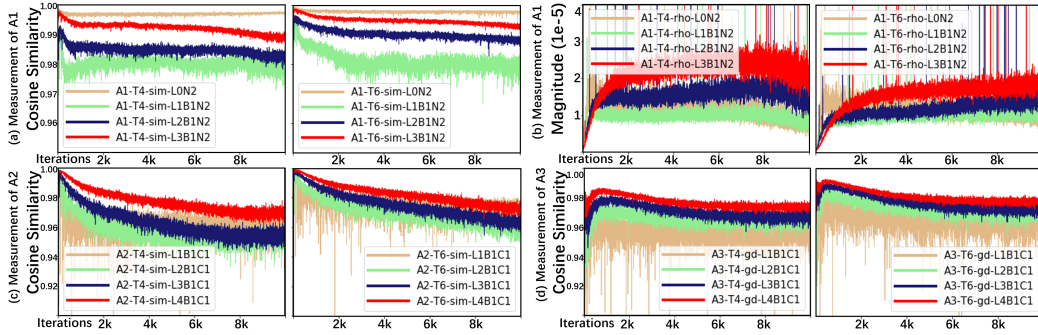 (a) Measurement of A1
Cosine Similarity
1.00
0.99
0.98
0.97
0.96
0.95
A1-T4-sim-L0N2
A1-T4-sim-L1B1N2
A1-T4-sim-L2B1N2
A1-T4-sim-L3B1N2
A1-T6-sim-L0N2
A1-T6-sim-L1B1N2
A1-T6-sim-L2B1N2
A1-T6-sim-L3B1N2
Iterations 2k 4k 6k 8k 2k 4k 6k 8k
(b) Measurement of A1
Magnitude (1e-5)
4
3
2
1
A1-T4-rho-L0N2
A1-T4-rho-L1B1N2
A1-T4-rho-L2B1N2
A1-T4-rho-L3B1N2
A1-T6-rho-L0N2
A1-T6-rho-L1B1N2
A1-T6-rho-L2B1N2
A1-T6-rho-L3B1N2
Iterations 2k 4k 6k 8k 2k 4k 6k 8k
(c) Measurement of A2
Cosine Similarity
1.00
0.98
0.96
0.94
0.92
A2-T4-sim-L1B1C1
A2-T4-sim-L2B1C1
A2-T4-sim-L3B1C1
A2-T4-sim-L4B1C1
A2-T6-sim-L1B1C1
A2-T6-sim-L2B1C1
A2-T6-sim-L3B1C1
A2-T6-sim-L4B1C1
Iterations 2k 4k 6k 8k 2k 4k 6k 8k
(d) Measurement of A3
Cosine Similarity
1.00
0.98
0.96
0.94
0.92
A3-T4-gd-L1B1C1
A3-T4-gd-L2B1C1
A3-T4-gd-L3B1C1
A3-T4-gd-L4B1C1
A3-T6-gd-L1B1C1
A3-T6-gd-L2B1C1
A3-T6-gd-L3B1C1
A3-T6-gd-L4B1C1
Iterations 2k 4k 6k 8k 2k 4k 6k 8k